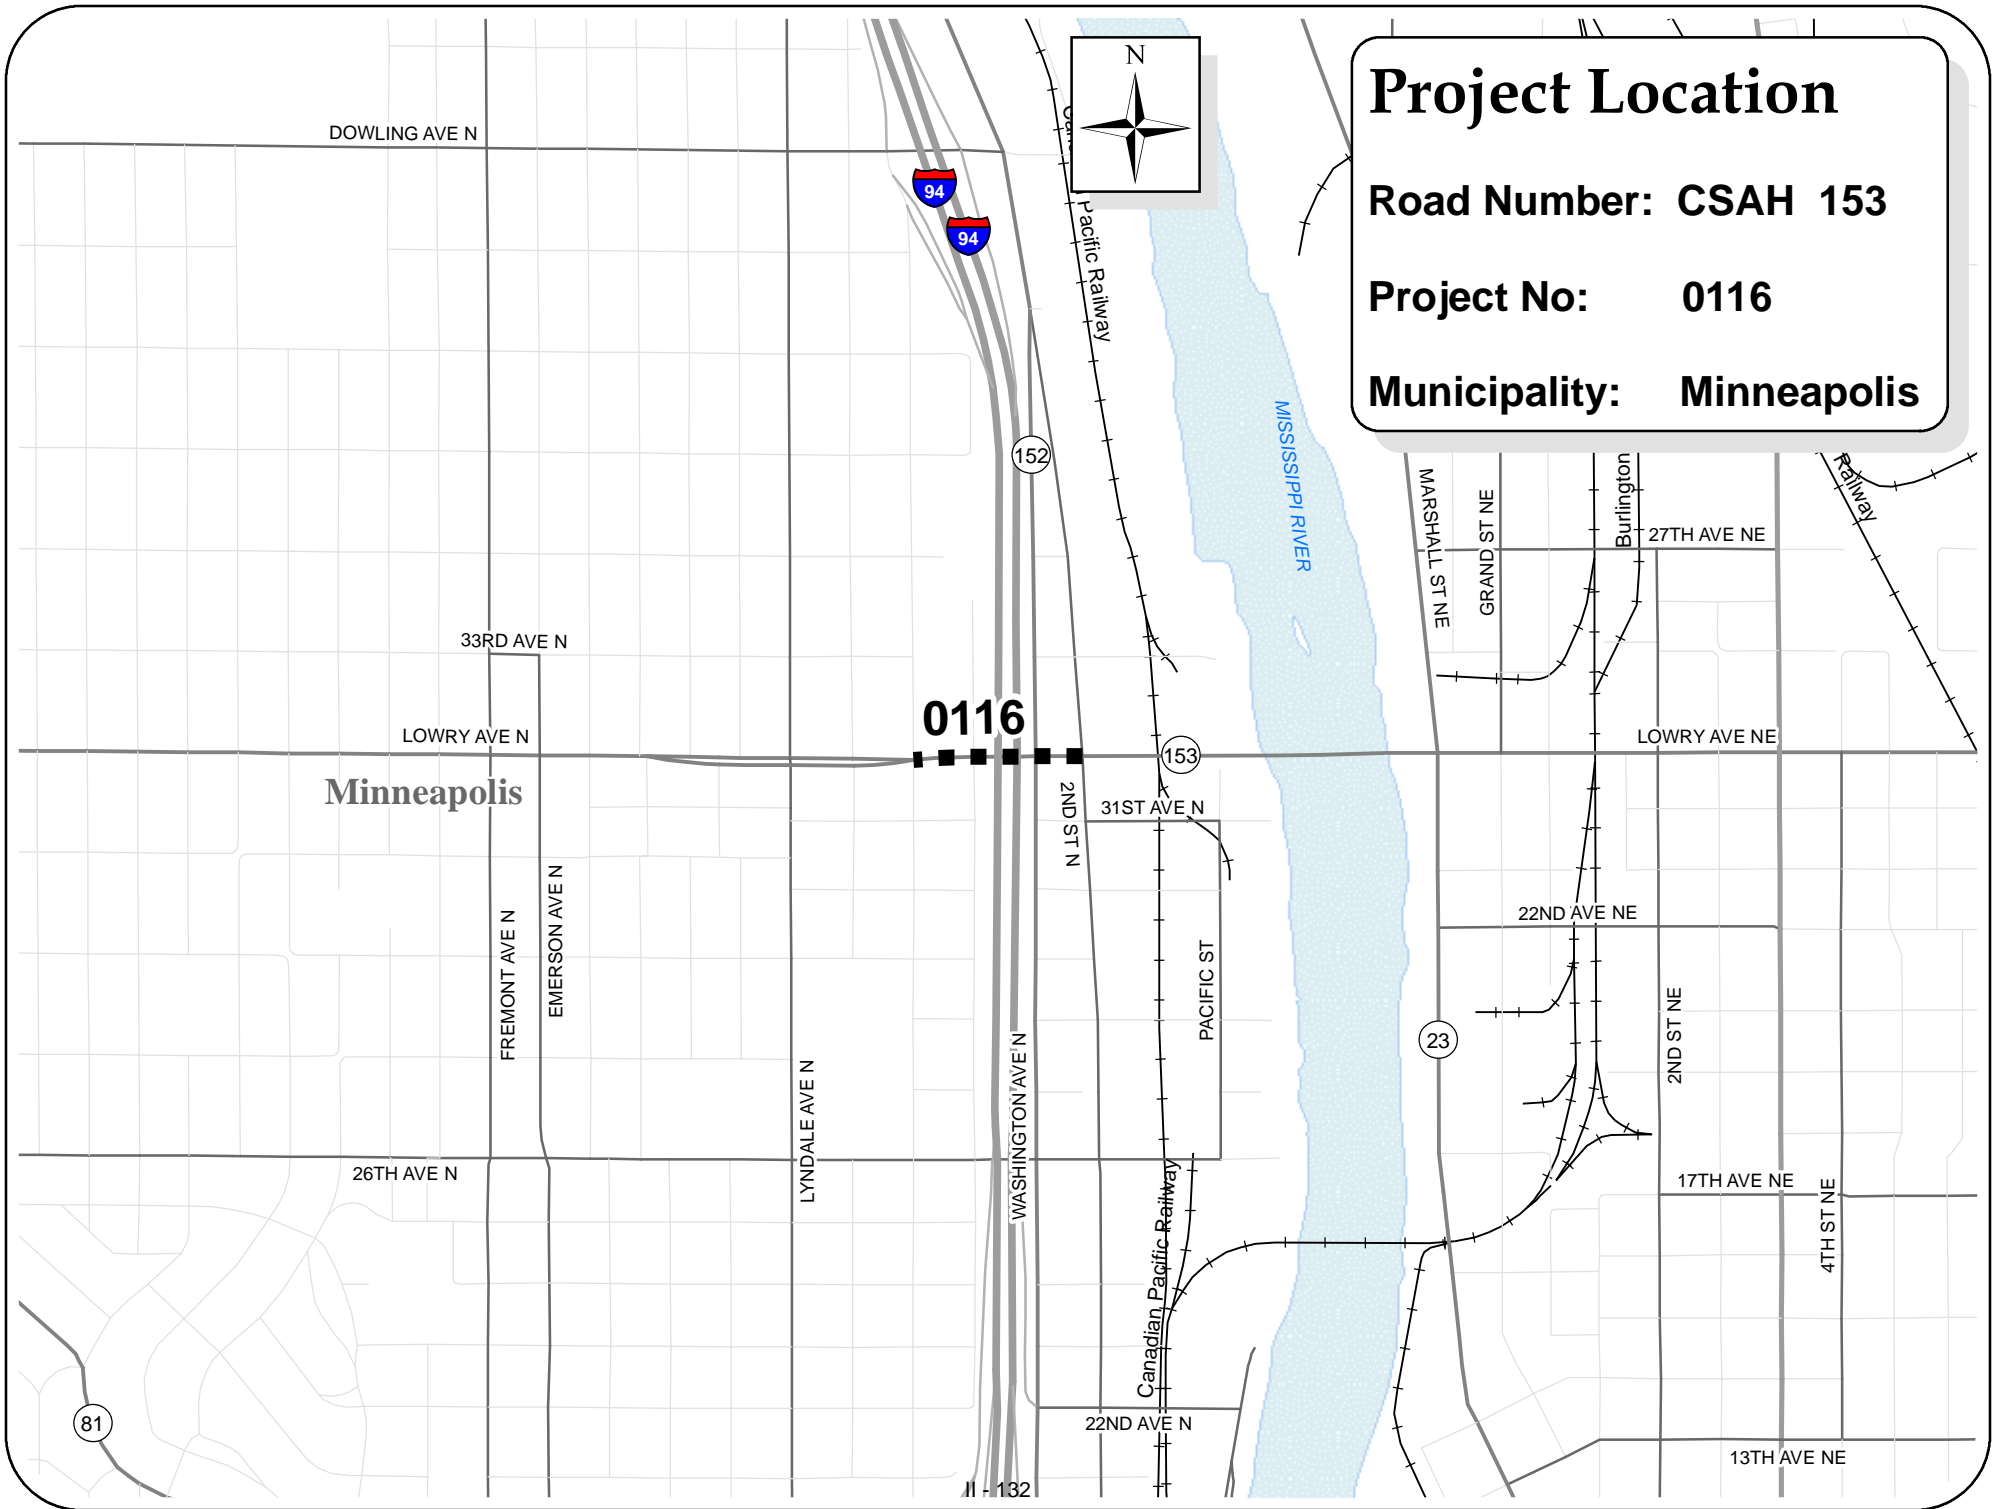 N
Project Location
Road Number: CSAH 153
Project No: 0116
Municipality: Minneapolis
DOWLING AVE N
94
94
Pacific Railway
152
MISSISSIPPI RIVER
MARSHALL ST NE
GRAND ST NE
Burlington
Railway
27TH AVE NE
33RD AVE N
0116
LOWRY AVE N
153
LOWRY AVE NE
Minneapolis
2ND ST N
31ST AVE N
FREMONT AVE N
EMERSON AVE N
22ND AVE NE
PACIFIC ST
23
2ND ST NE
LYNDALE AVE N
WASHINGTON AVE N
26TH AVE N
Canadian Pacific Railway
17TH AVE NE
4TH ST NE
81
22ND AVE N
13TH AVE NE
II - 132